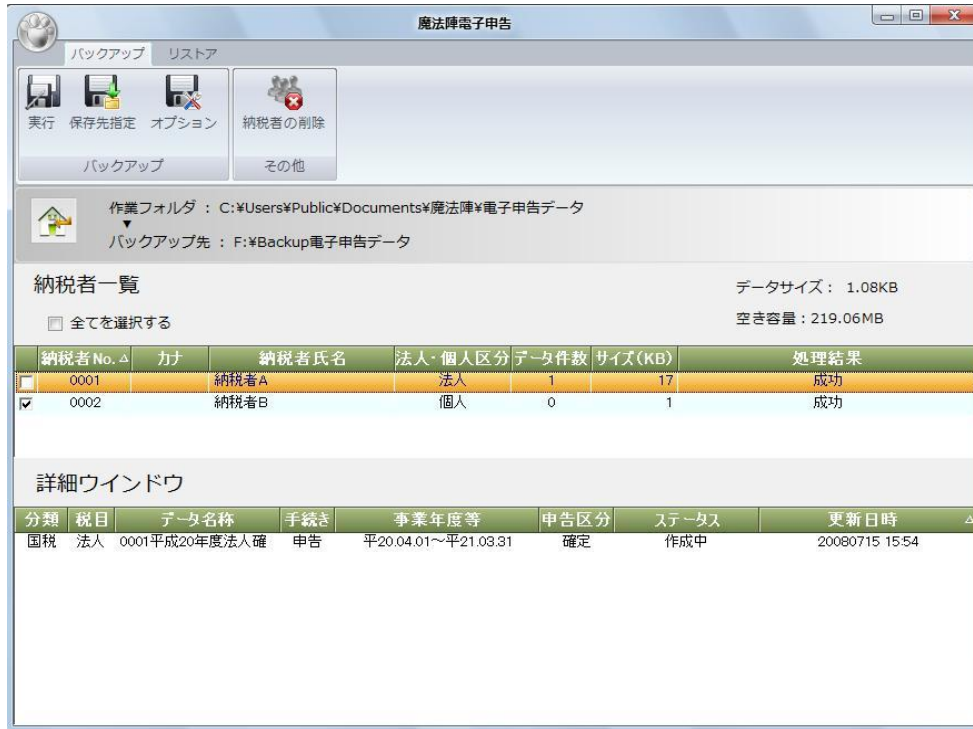 魔法陣電子申告
バックアップ リストア
実行 保存先指定 オプション 納税者の削除
バックアップ その他
作業フォルダ : C:¥Users¥Public¥Documents¥魔法陣¥電子申告データ
▼
バックアップ先 : F:¥Backup電子申告データ
納税者一覧
データサイズ: 1.08KB
全てを選択する
空き容量:219.06MB
納税者No. カナ 納税者氏名 法人・個人区分 データ件数 サイズ(KB) 処理結果
0001 納税者A 法人 1 17 成功
0002 納税者B 個人 0 1 成功
詳細ウインドウ
分類 税目 データ名称 手続き 事業年度等 申告区分 ステータス 更新日時
国税 法人 0001平成20年度法人確 申告 平20.04.01～平21.03.31 確定 作成中 20080715 15:54